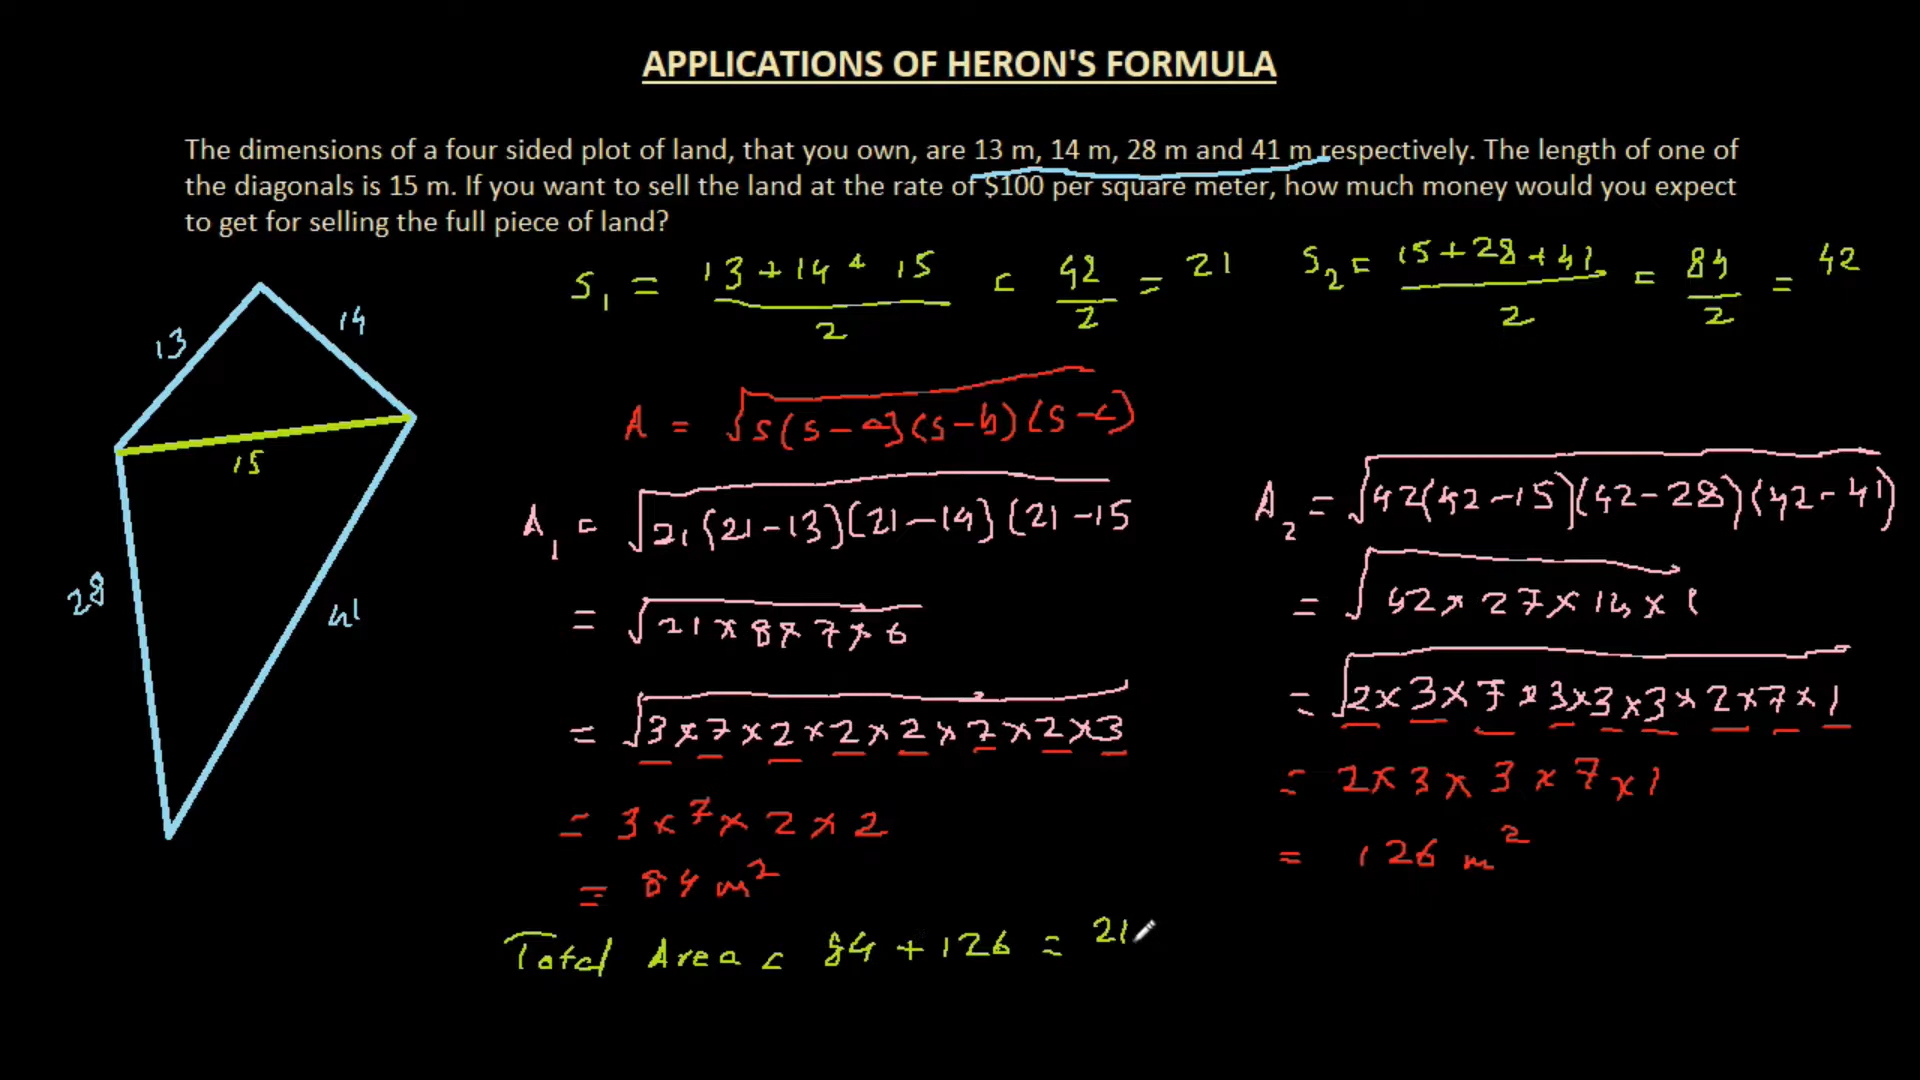 APPLICATIONS OF HERON'S FORMULA
The dimensions of a four sided plot of land, that you own, are 13 m, 14 m, 28 m and 41 m respectively. The length of one of
the diagonals is 15 m. If you want to sell the land at the rate of $100 per square meter, how much money would you expect
to get for selling the full piece of land?
S₁ = (13 + 14 + 15)/2 = 42/2 = 21
S₂ = (15 + 28 + 41)/2 = 84/2 = 42
13
14
15
28
41
A = √s(s-a)(s-b)(s-c)
A₁ = √21(21-13)(21-14)(21-15
= √21 × 8 × 7 × 6
= √3 × 7 × 2 × 2 × 2 × 7 × 2 × 3
= 3 × 7 × 2 × 2
= 84 m²
A₂ = √42(42-15)(42-28)(42-41)
= √42 × 27 × 14 × 1
= √2 × 3 × 7 × 3 × 3 × 3 × 2 × 7 × 1
= 2 × 3 × 3 × 7 × 1
= 126 m²
Total Area = 84 + 126 = 21